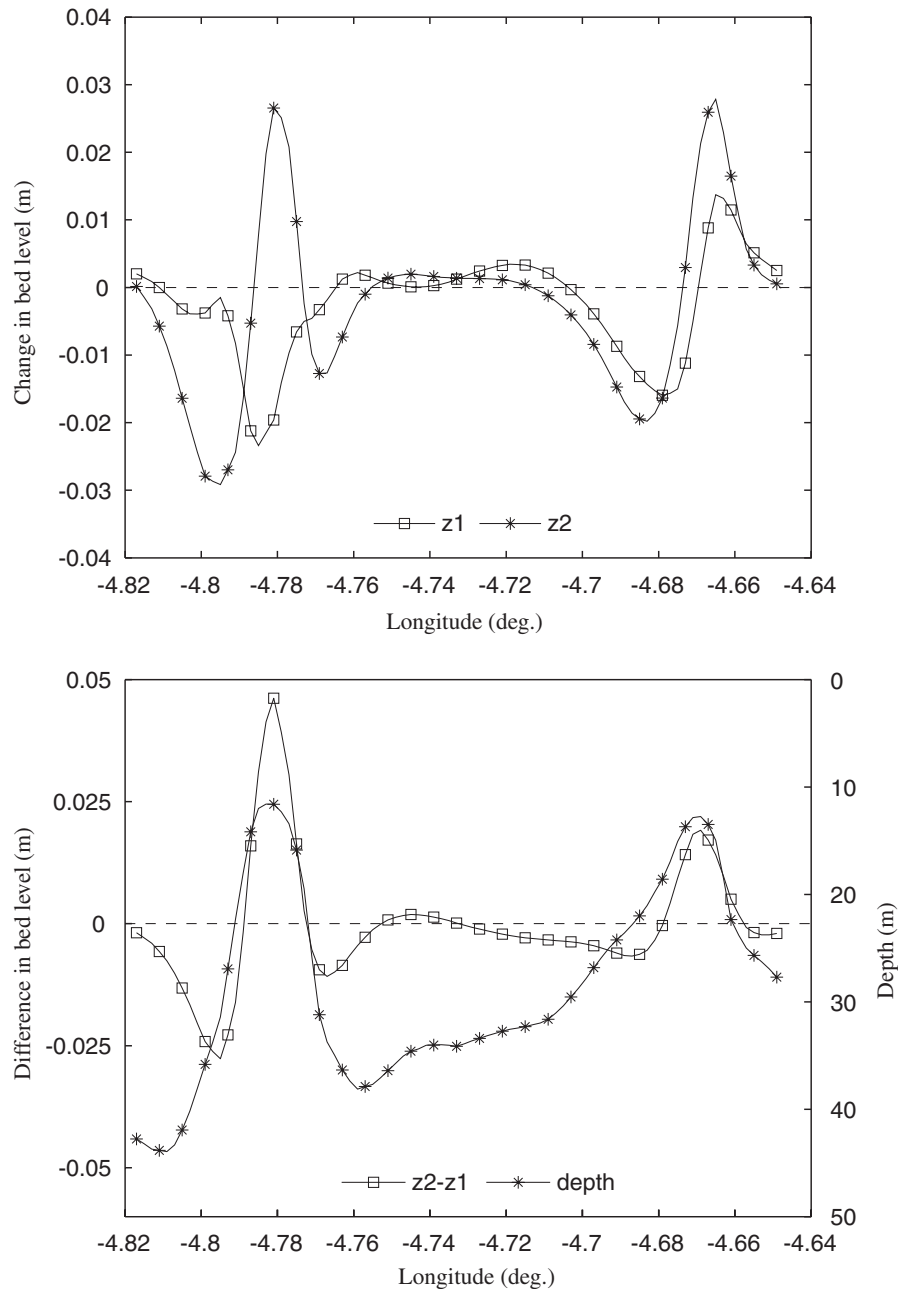 0.04
0.03
0.02
0.01
0
-0.01
-0.02
-0.03
-0.04
Change in bed level (m)
z1 z2
-4.82 -4.8 -4.78 -4.76 -4.74 -4.72 -4.7 -4.68 -4.66 -4.64
Longitude (deg.)
0.05
0.025
0
-0.025
-0.05
Difference in bed level (m)
0
10
20
30
40
50
Depth (m)
z2-z1 depth
-4.82 -4.8 -4.78 -4.76 -4.74 -4.72 -4.7 -4.68 -4.66 -4.64
Longitude (deg.)